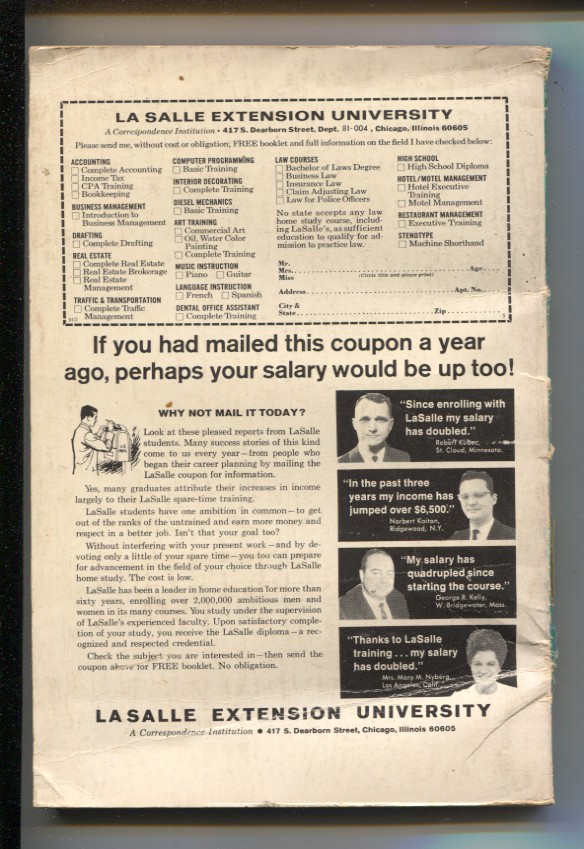 LA SALLE EXTENSION UNIVERSITY
A Correspondence Institution • 417 S. Dearborn Street, Dept. 81-004, Chicago, Illinois 60605
Please send me, without cost or obligation, FREE booklet and full information on the field I have checked below:
ACCOUNTING
Complete Accounting
Income Tax
CPA Training
Bookkeeping
BUSINESS MANAGEMENT
Introduction to
Business Management
DRAFTING
Complete Drafting
REAL ESTATE
Complete Real Estate
Real Estate Brokerage
Real Estate
Management
TRAFFIC & TRANSPORTATION
Complete Traffic
Management
COMPUTER PROGRAMMING
Basic Training
INTERIOR DECORATING
Complete Training
DIESEL MECHANICS
Basic Training
ART TRAINING
Commercial Art
Oil, Water Color
Painting
Complete Training
MUSIC INSTRUCTION
Piano Guitar
LANGUAGE INSTRUCTION
French Spanish
DENTAL OFFICE ASSISTANT
Complete Training
LAW COURSES
Bachelor of Laws Degree
Business Law
Insurance Law
Claim Adjusting Law
Law for Police Officers
No state accepts any law
home study course, includ-
ing LaSalle's, as sufficient
education to qualify for ad-
mission to practice law.
HIGH SCHOOL
High School Diploma
HOTEL/MOTEL MANAGEMENT
Hotel Executive
Training
Motel Management
RESTAURANT MANAGEMENT
Executive Training
STENOTYPE
Machine Shorthand
Mr.
Mrs. Age
Miss (Circle title and please print)
Address Apt. No.
City &
State Zip
If you had mailed this coupon a year
ago, perhaps your salary would be up too!
WHY NOT MAIL IT TODAY?
Look at these pleased reports from LaSalle
students. Many success stories of this kind
come to us every year—from people who
began their career planning by mailing the
LaSalle coupon for information.
Yes, many graduates attribute their increases in income
largely to their LaSalle spare-time training.
LaSalle students have one ambition in common—to get
out of the ranks of the untrained and earn more money and
respect in a better job. Isn't that your goal too?
Without interfering with your present work—and by de-
voting only a little of your spare time—you too can prepare
for advancement in the field of your choice through LaSalle
home study. The cost is low.
LaSalle has been a leader in home education for more than
sixty years, enrolling over 2,000,000 ambitious men and
women in its many courses. You study under the supervision
of LaSalle's experienced faculty. Upon satisfactory comple-
tion of your study, you receive the LaSalle diploma—a rec-
ognized and respected credential.
Check the subject you are interested in—then send the
coupon above for FREE booklet. No obligation.
"Since enrolling with
LaSalle my salary
has doubled."
Robert Kubec,
St. Cloud, Minnesota.
"In the past three
years my income has
jumped over $6,500."
Norbert Kaitan,
Ridgewood, N.Y.
"My salary has
quadrupled since
starting the course."
George R. Kelly,
W. Bridgewater, Mass.
"Thanks to LaSalle
training . . . my salary
has doubled."
Mrs. Mary M. Nyberg,
Los Angeles, Calif.
LASALLE EXTENSION UNIVERSITY
A Correspondence Institution • 417 S. Dearborn Street, Chicago, Illinois 60605